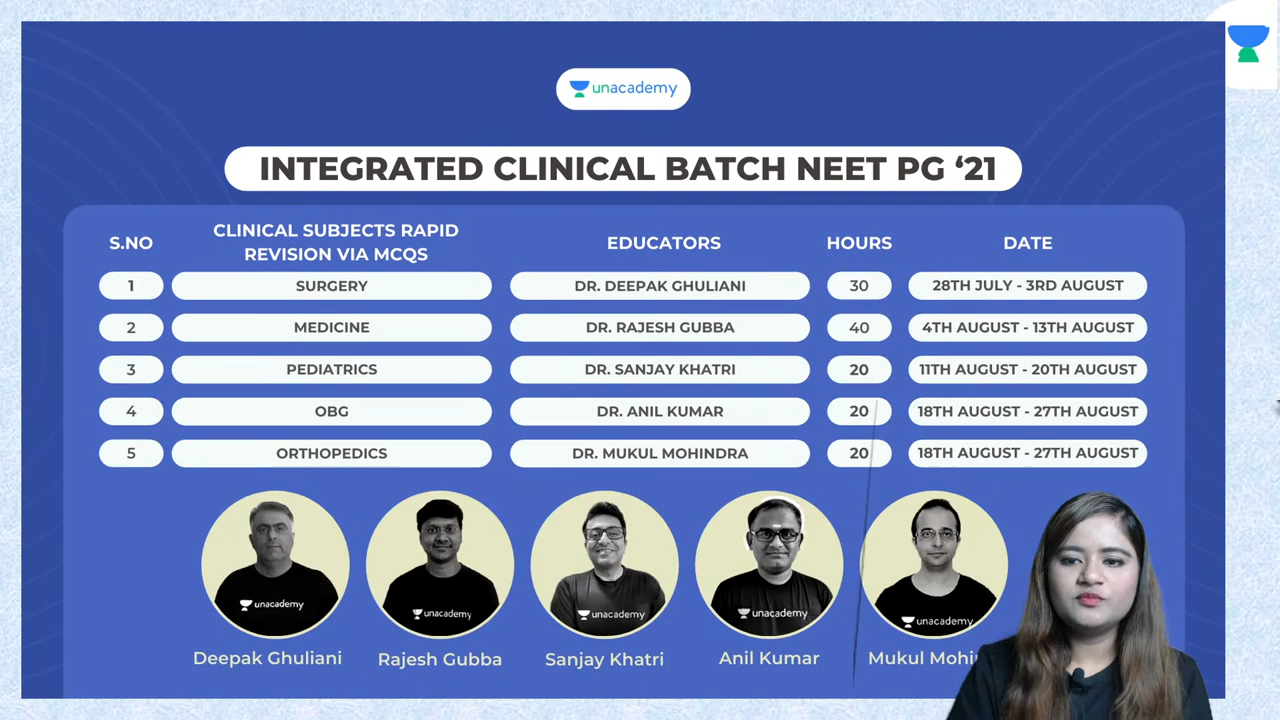 unacademy
INTEGRATED CLINICAL BATCH NEET PG ‘21
S.NO CLINICAL SUBJECTS RAPID REVISION VIA MCQS EDUCATORS HOURS DATE
1 SURGERY DR. DEEPAK GHULIANI 30 28TH JULY - 3RD AUGUST
2 MEDICINE DR. RAJESH GUBBA 40 4TH AUGUST - 13TH AUGUST
3 PEDIATRICS DR. SANJAY KHATRI 20 11TH AUGUST - 20TH AUGUST
4 OBG DR. ANIL KUMAR 20 18TH AUGUST - 27TH AUGUST
5 ORTHOPEDICS DR. MUKUL MOHINDRA 20 18TH AUGUST - 27TH AUGUST
unacademy unacademy unacademy unacademy unacademy
Deepak Ghuliani Rajesh Gubba Sanjay Khatri Anil Kumar Mukul